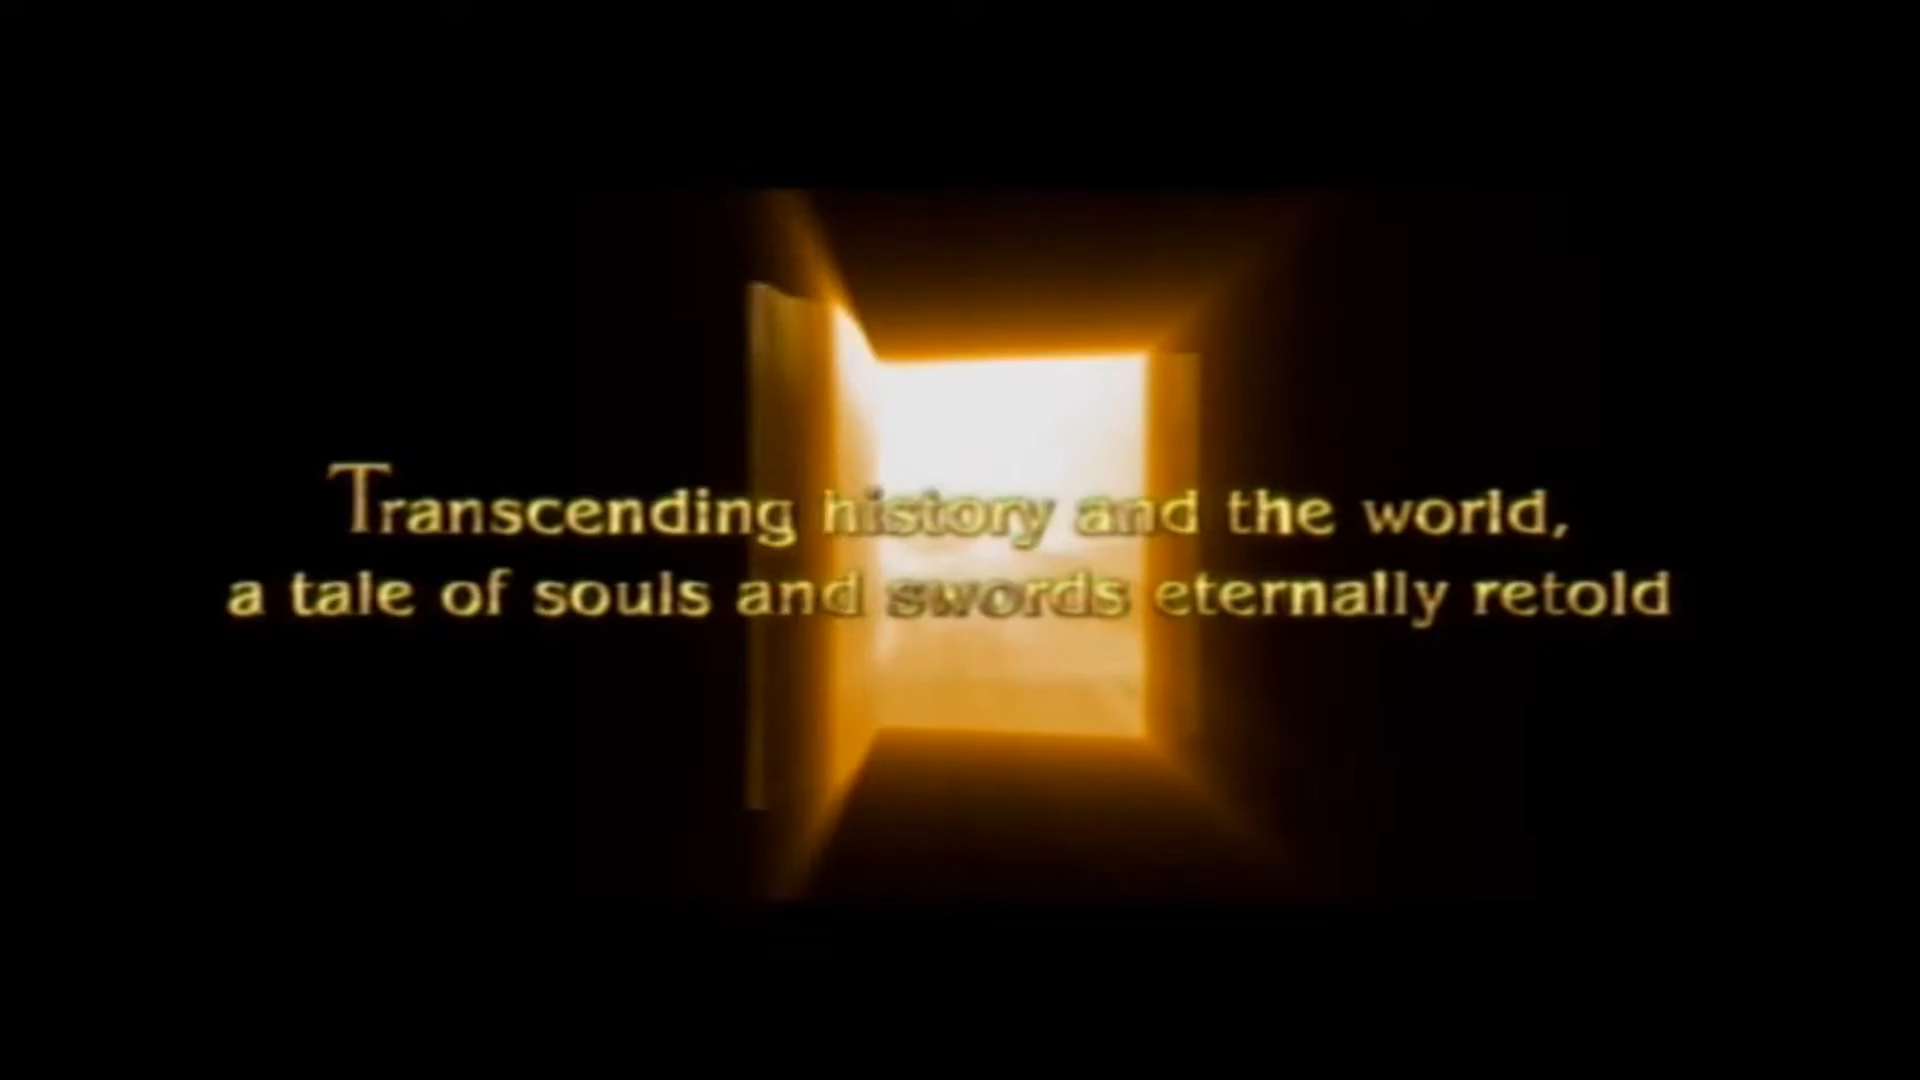 Transcending history and the world,
a tale of souls and swords eternally retold